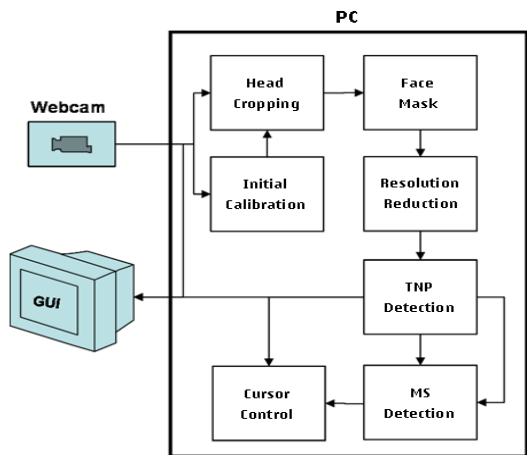 PC
Webcam
Head
Cropping
Face
Mask
Initial
Calibration
Resolution
Reduction
GUI
TNP
Detection
Cursor
Control
MS
Detection